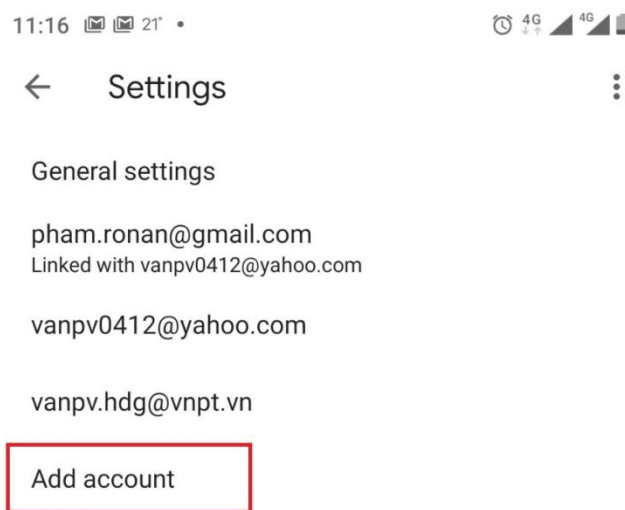 11:16 21° •
4G 4G
Settings
General settings
pham.ronan@gmail.com
Linked with vanpv0412@yahoo.com
vanpv0412@yahoo.com
vanpv.hdg@vnpt.vn
Add account